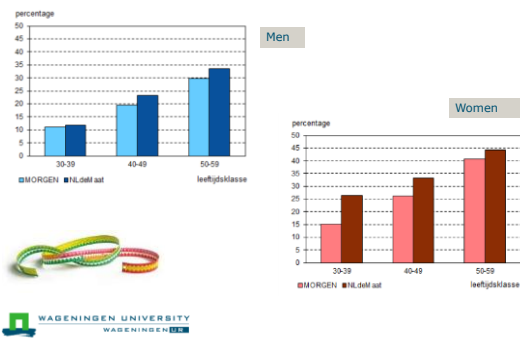 percentage
50
45
40
35
30
25
20
15
10
5
0
30-39 40-49 50-59
MORGEN NLdeMaat leeftijdsklasse
Men
Women
percentage
50
45
40
35
30
25
20
15
10
5
0
30-39 40-49 50-59
MORGEN NLdeMaat leeftijdsklasse
WAGENINGEN UNIVERSITY
WAGENINGEN UR